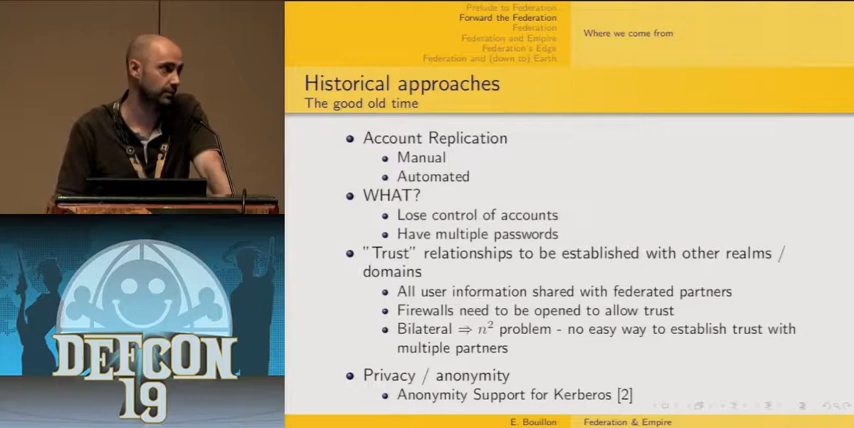 Prelude to Federation
Forward the Federation
Federation
Federation and Empire
Federation's Edge
Federation and (down to) Earth
Where we come from
Historical approaches
The good old time
Account Replication
Manual
Automated
WHAT?
Lose control of accounts
Have multiple passwords
"Trust" relationships to be established with other realms /
domains
All user information shared with federated partners
Firewalls need to be opened to allow trust
Bilateral ⇒ n² problem - no easy way to establish trust with
multiple partners
Privacy / anonymity
Anonymity Support for Kerberos [2]
E. Bouillon
Federation & Empire
DEFCON
19